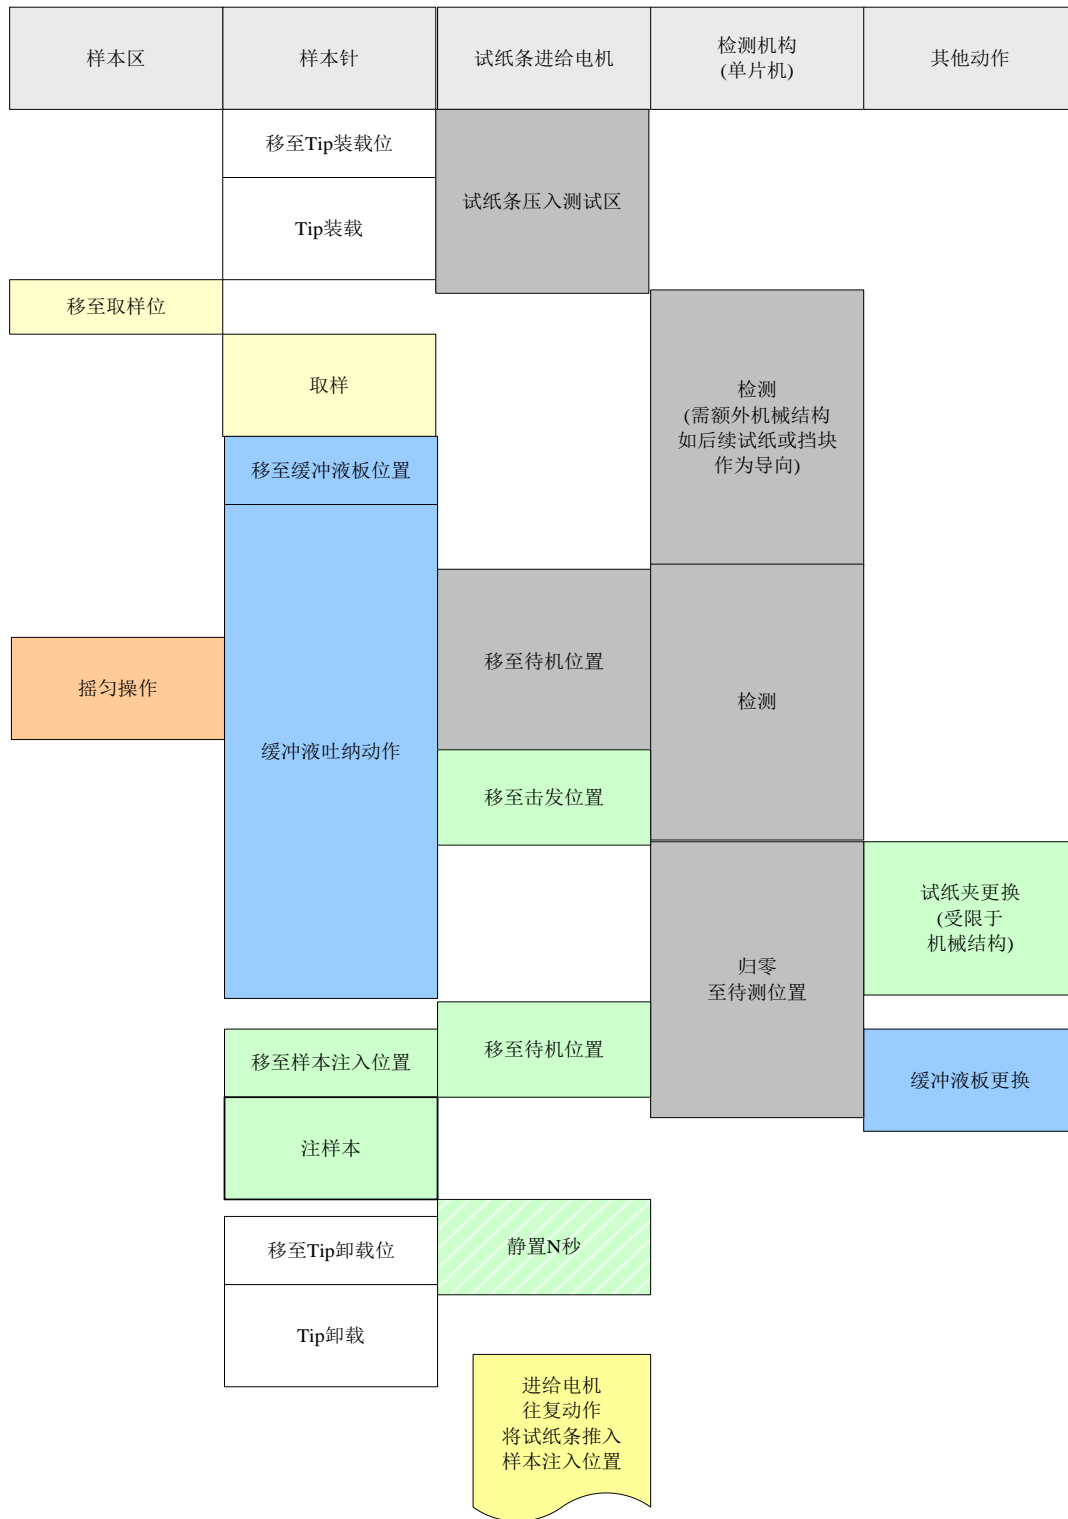 样本区
样本针
试纸条进给电机
检测机构
(单片机)
其他动作
移至Tip装载位
试纸条压入测试区
Tip装载
移至取样位
取样
检测
(需额外机械结构
如后续试纸或挡块
作为导向)
移至缓冲液板位置
摇匀操作
缓冲液吐纳动作
移至待机位置
检测
移至击发位置
试纸夹更换
(受限于
机械结构)
归零
至待测位置
移至样本注入位置
移至待机位置
缓冲液板更换
注样本
移至Tip卸载位
静置N秒
Tip卸载
进给电机
往复动作
将试纸条推入
样本注入位置